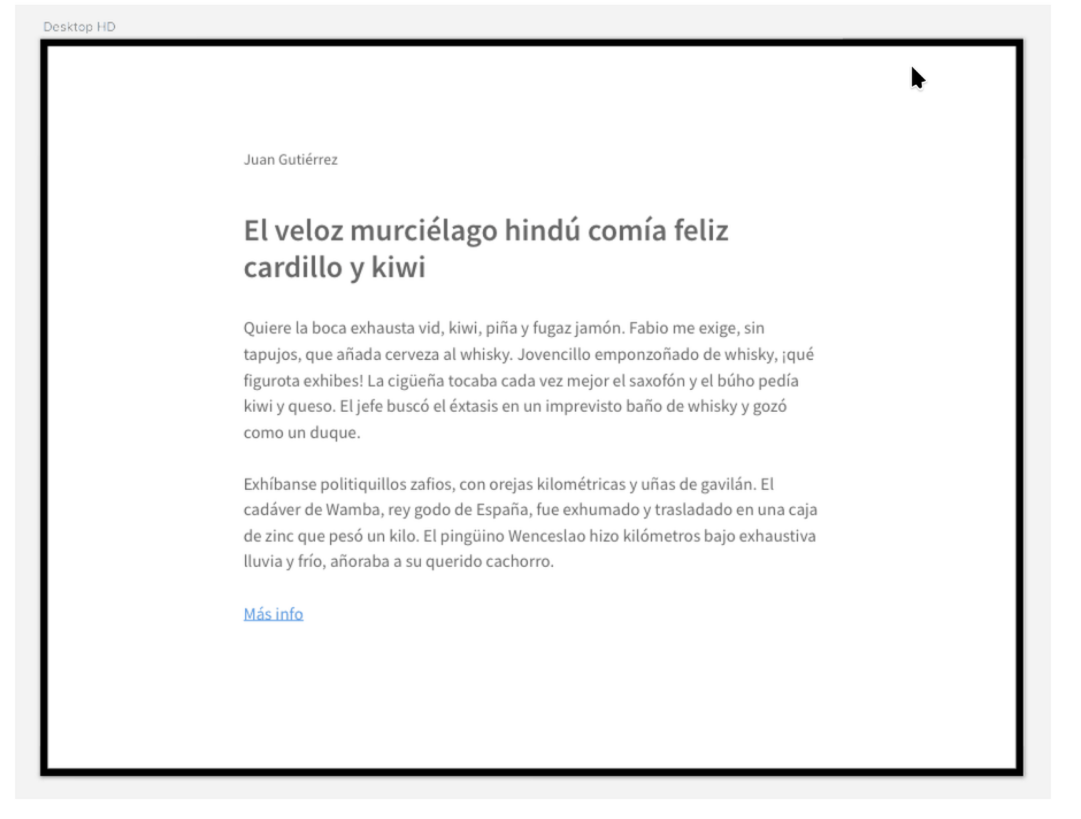 Desktop HD
Juan Gutiérrez
El veloz murciélago hindú comía feliz
cardillo y kiwi
Quiere la boca exhausta vid, kiwi, piña y fugaz jamón. Fabio me exige, sin
tapujos, que añada cerveza al whisky. Jovencillo emponzoñado de whisky, ¡qué
figurota exhibes! La cigüeña tocaba cada vez mejor el saxofón y el búho pedía
kiwi y queso. El jefe buscó el éxtasis en un imprevisto baño de whisky y gozó
como un duque.
Exhíbanse politiquillos zafios, con orejas kilométricas y uñas de gavilán. El
cadáver de Wamba, rey godo de España, fue exhumado y trasladado en una caja
de zinc que pesó un kilo. El pingüino Wenceslao hizo kilómetros bajo exhaustiva
lluvia y frío, añoraba a su querido cachorro.
Más info